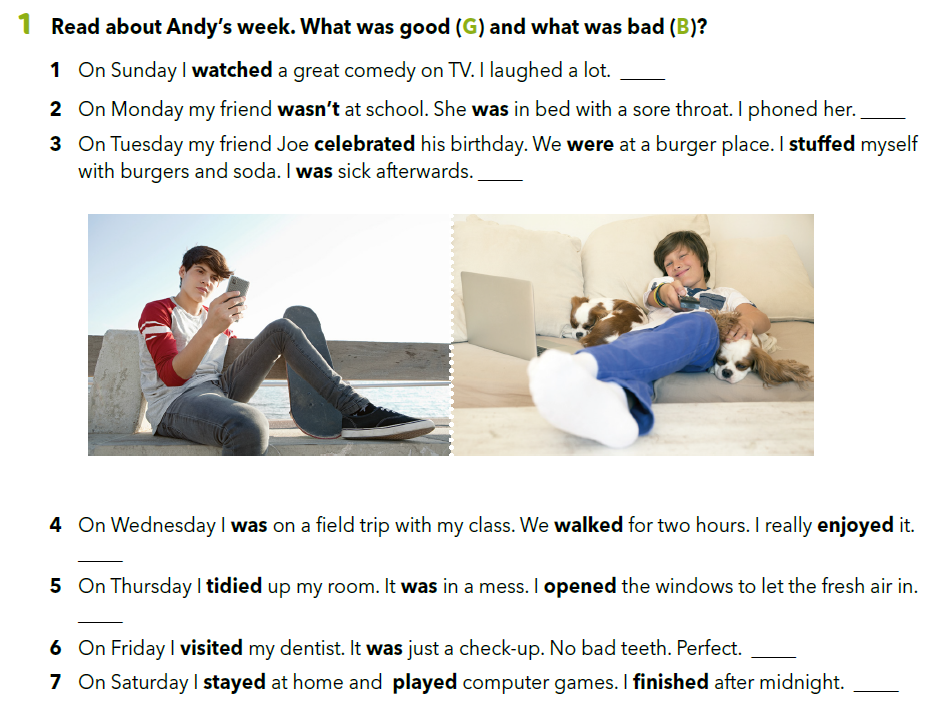 1 Read about Andy’s week. What was good (G) and what was bad (B)?
1 On Sunday I watched a great comedy on TV. I laughed a lot. _____
2 On Monday my friend wasn’t at school. She was in bed with a sore throat. I phoned her. _____
3 On Tuesday my friend Joe celebrated his birthday. We were at a burger place. I stuffed myself
with burgers and soda. I was sick afterwards. _____
4 On Wednesday I was on a field trip with my class. We walked for two hours. I really enjoyed it.
_____
5 On Thursday I tidied up my room. It was in a mess. I opened the windows to let the fresh air in.
_____
6 On Friday I visited my dentist. It was just a check-up. No bad teeth. Perfect. _____
7 On Saturday I stayed at home and played computer games. I finished after midnight. _____